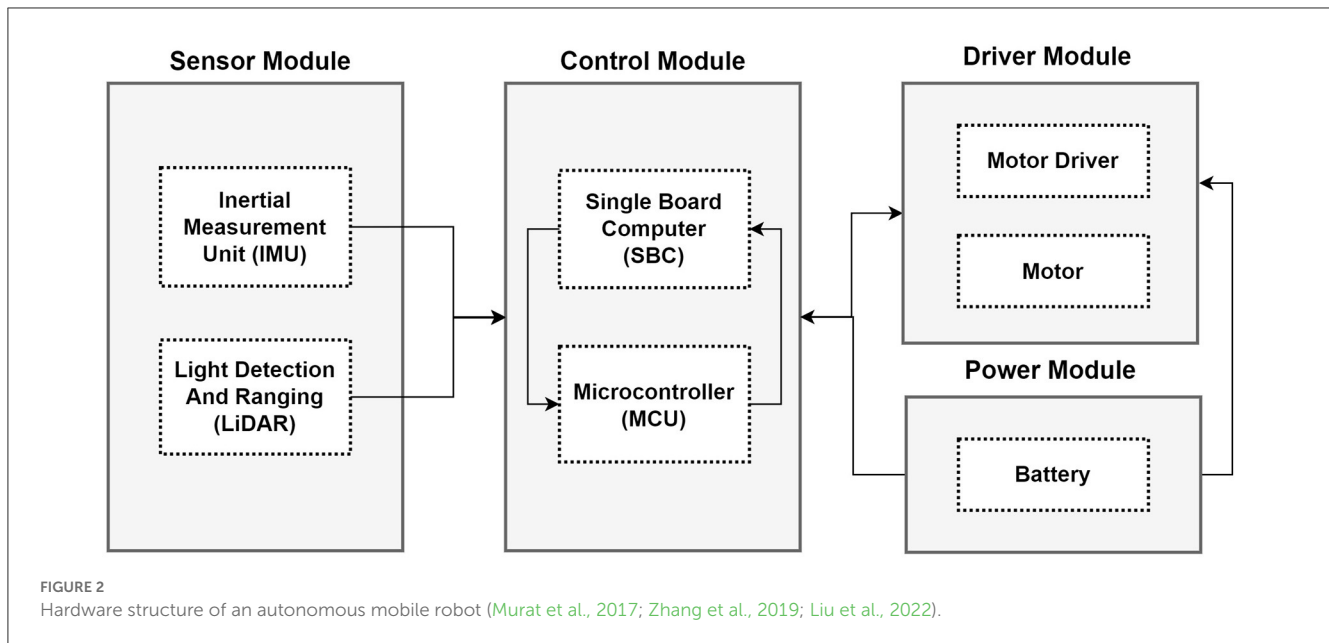 Sensor Module
Inertial
Measurement
Unit (IMU)
Light Detection
And Ranging
(LiDAR)
Control Module
Single Board
Computer
(SBC)
Microcontroller
(MCU)
Driver Module
Motor Driver
Motor
Power Module
Battery
FIGURE 2
Hardware structure of an autonomous mobile robot (Murat et al., 2017; Zhang et al., 2019; Liu et al., 2022).